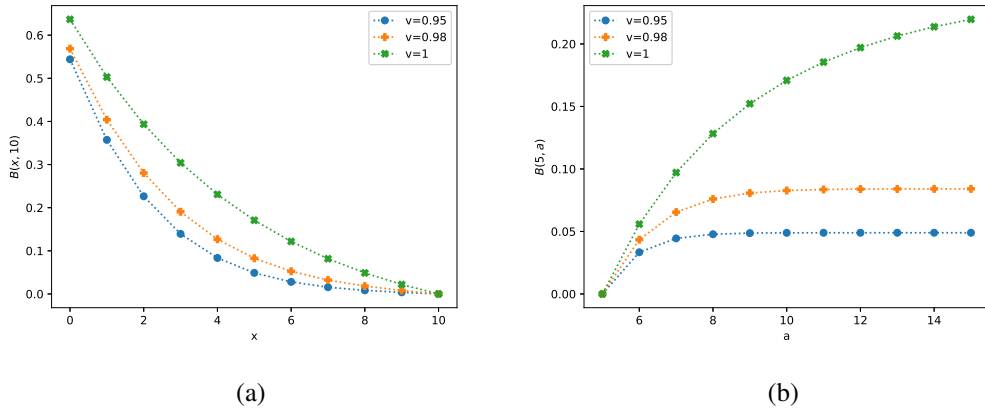 0.6
0.5
0.4
0.3
0.2
0.1
0.0
B(x, 10)
0 2 4 6 8 10
x
v=0.95
v=0.98
v=1
(a)
0.20
0.15
0.10
0.05
0.00
B(5, a)
6 8 10 12 14
a
v=0.95
v=0.98
v=1
(b)